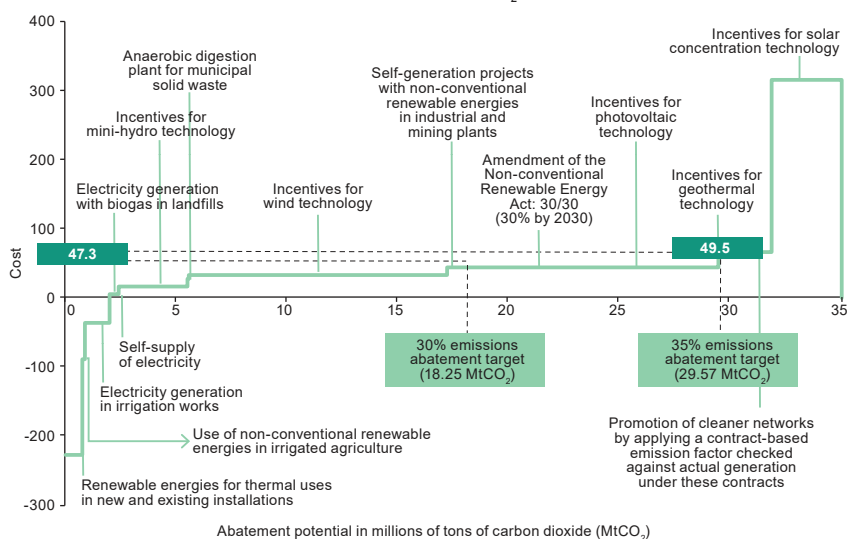 2
400
300
200
100
0
-100
-200
-300
Cost
0
5
10
15
20
25
30
35
Anaerobic digestion
plant for municipal
solid waste
Incentives for
mini-hydro technology
Electricity generation
with biogas in landfills
Incentives for
wind technology
Self-generation projects
with non-conventional
renewable energies
in industrial and
mining plants
Amendment of the
Non-conventional
Renewable Energy
Act: 30/30
(30% by 2030)
Incentives for
photovoltaic
technology
Incentives for
geothermal
technology
Incentives for solar
concentration technology
47.3
49.5
Self-supply
of electricity
Electricity generation
in irrigation works
Use of non-conventional renewable
energies in irrigated agriculture
Renewable energies for thermal uses
in new and existing installations
30% emissions
abatement target
(18.25 MtCO₂)
35% emissions
abatement target
(29.57 MtCO₂)
Promotion of cleaner networks
by applying a contract-based
emission factor checked
against actual generation
under these contracts
Abatement potential in millions of tons of carbon dioxide (MtCO₂)